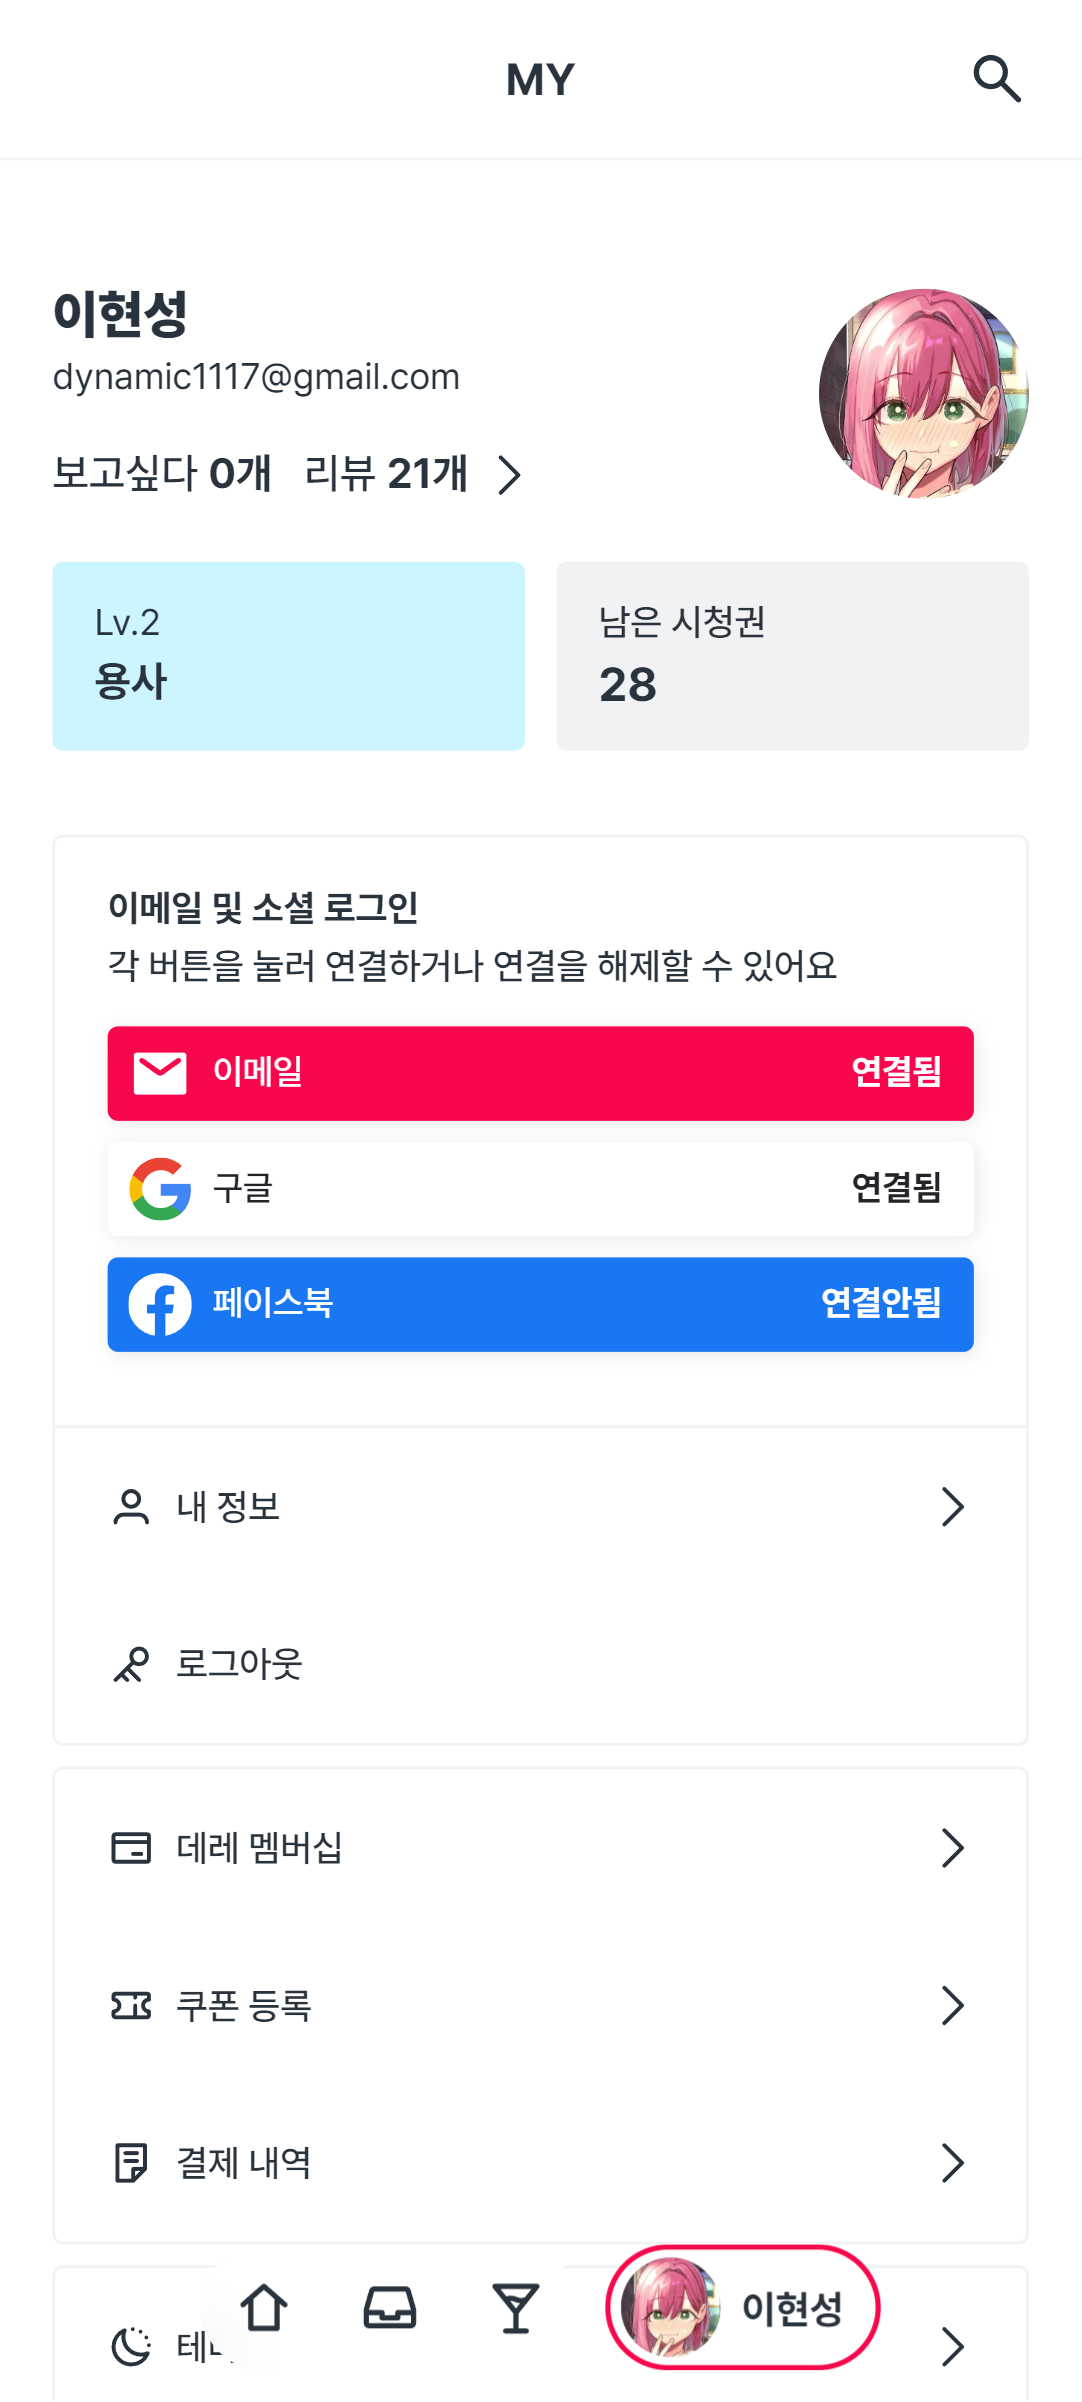 MY
이현성
dynamic1117@gmail.com
보고싶다 0개 리뷰 21개
Lv.2
용사
남은 시청권
28
이메일 및 소셜 로그인
각 버튼을 눌러 연결하거나 연결을 해제할 수 있어요
이메일 연결됨
구글 연결됨
페이스북 연결안됨
내 정보
로그아웃
데레 멤버십
쿠폰 등록
결제 내역
이현성